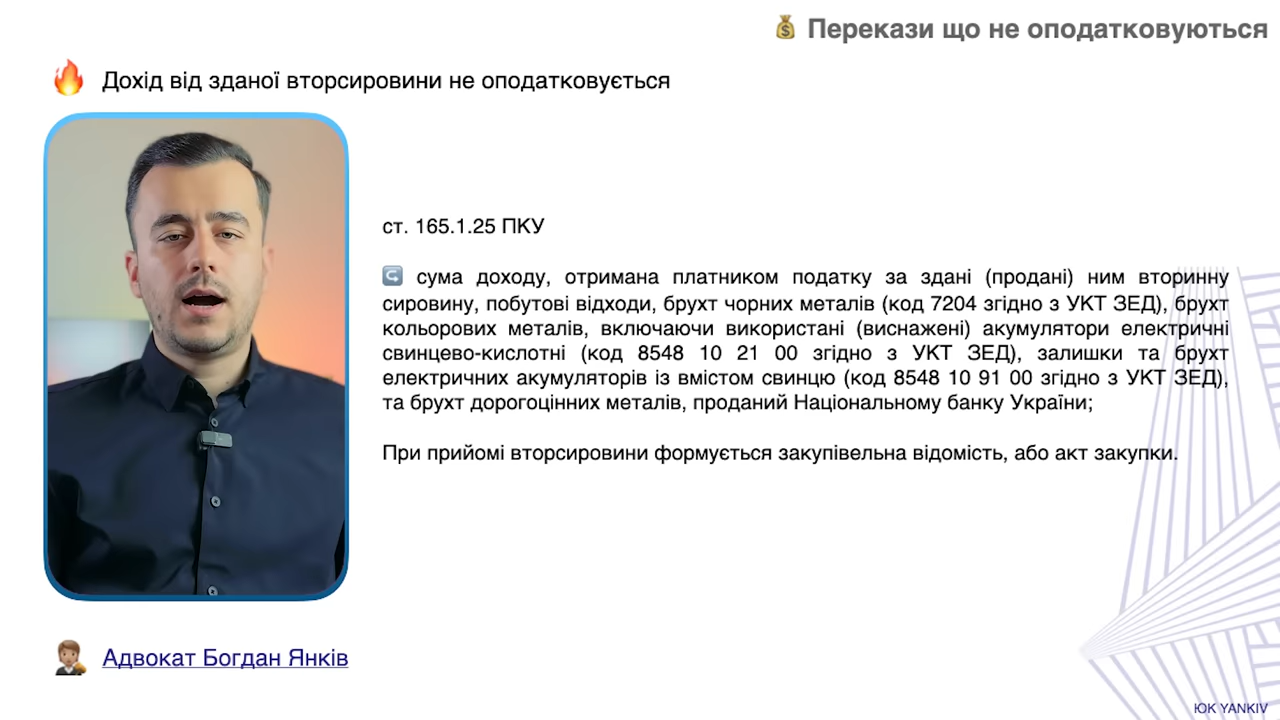 Перекази що не оподатковуються
Дохід від зданої вторсировини не оподатковується
ст. 165.1.25 ПКУ
сума доходу, отримана платником податку за здані (продані) ним вторинну
сировину, побутові відходи, брухт чорних металів (код 7204 згідно з УКТ ЗЕД), брухт
кольорових металів, включаючи використані (виснажені) акумулятори електричні
свинцево-кислотні (код 8548 10 21 00 згідно з УКТ ЗЕД), залишки та брухт
електричних акумуляторів із вмістом свинцю (код 8548 10 91 00 згідно з УКТ ЗЕД),
та брухт дорогоцінних металів, проданий Національному банку України;
При прийомі вторсировини формується закупівельна відомість, або акт закупки.
Адвокат Богдан Янків
ЮК YANKIV